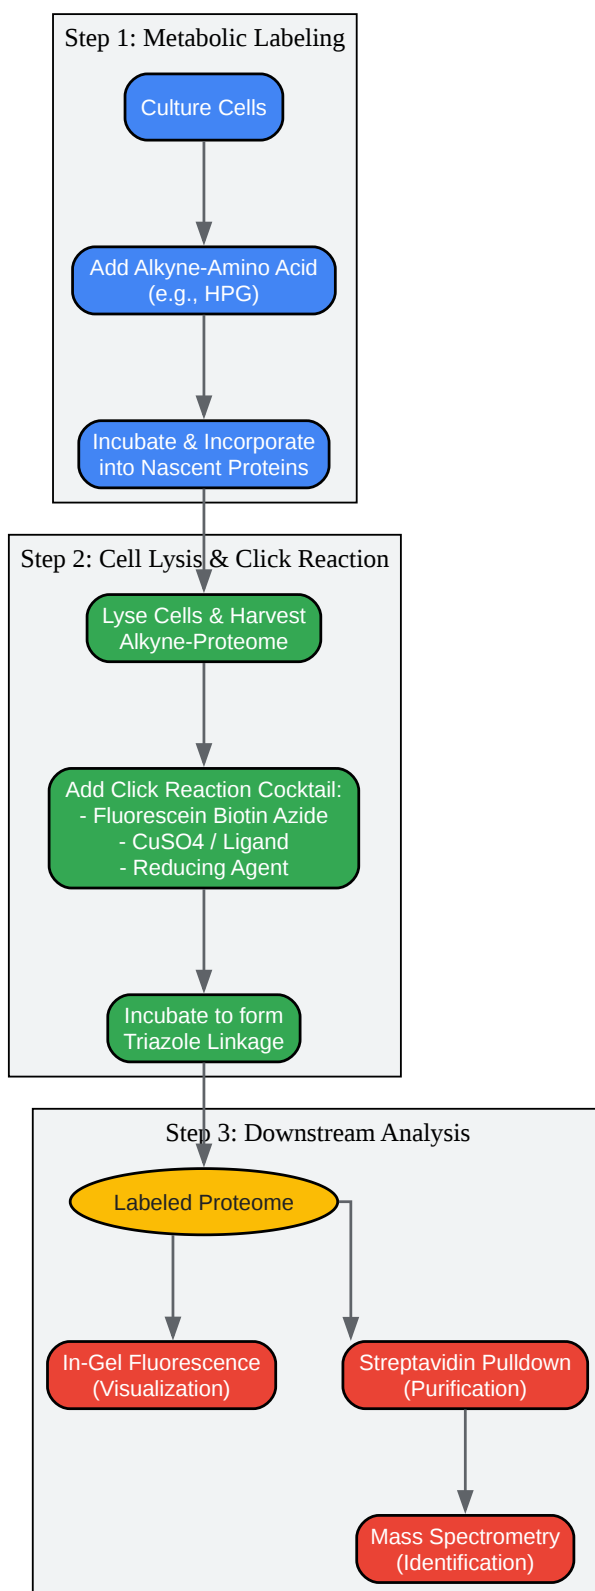 Step 1: Metabolic Labeling
Culture Cells
Add Alkyne-Amino Acid
(e.g., HPG)
Incubate & Incorporate
into Nascent Proteins
Step 2: Cell Lysis & Click Reaction
Lyse Cells & Harvest
Alkyne-Proteome
Add Click Reaction Cocktail:
- Fluorescein Biotin Azide
- CuSO4 / Ligand
- Reducing Agent
Incubate to form
Triazole Linkage
Step 3: Downstream Analysis
Labeled Proteome
In-Gel Fluorescence
(Visualization)
Streptavidin Pulldown
(Purification)
Mass Spectrometry
(Identification)